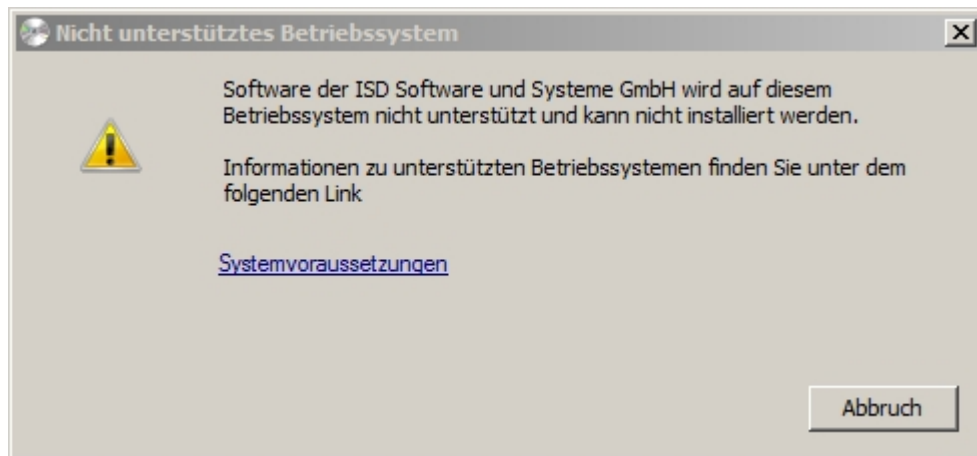 Nicht unterstütztes Betriebssystem
Software der ISD Software und Systeme GmbH wird auf diesem
Betriebssystem nicht unterstützt und kann nicht installiert werden.
Informationen zu unterstützten Betriebssystemen finden Sie unter dem
folgenden Link
Systemvoraussetzungen
Abbruch